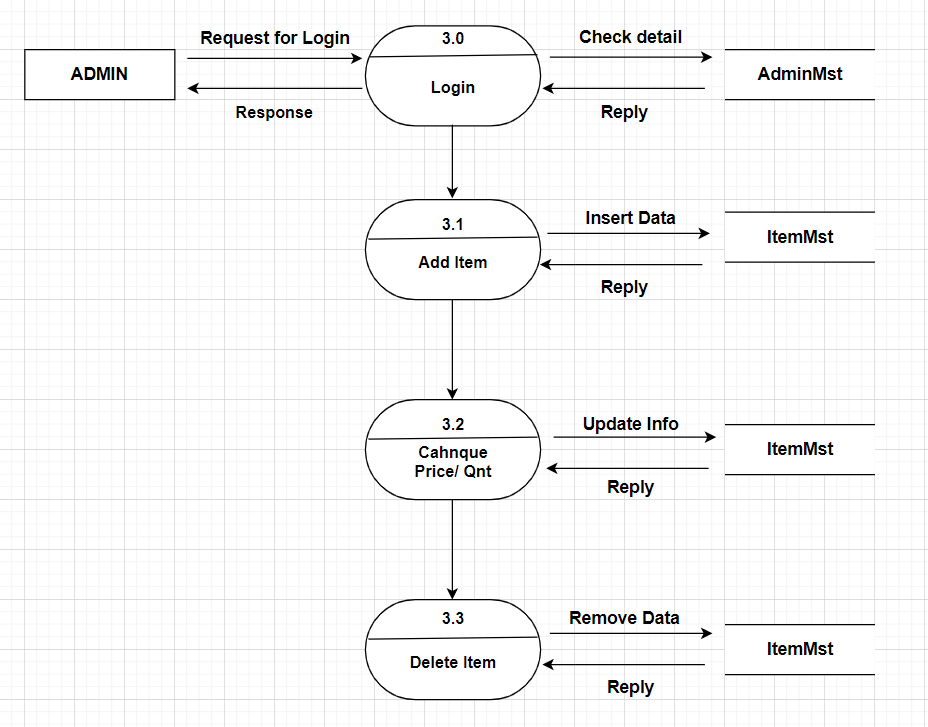 Request for Login
3.0
Check detail
ADMIN
Login
AdminMst
Response
Reply
3.1
Insert Data
Add Item
ItemMst
Reply
3.2
Update Info
Cahnque
Price/ Qnt
ItemMst
Reply
3.3
Remove Data
Delete Item
ItemMst
Reply